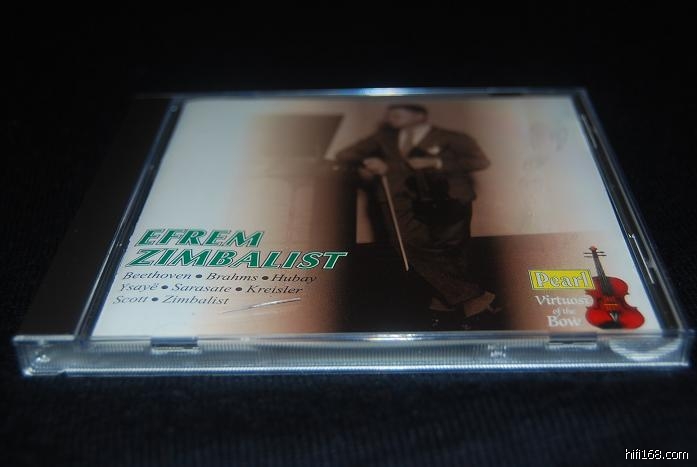 EFREM
ZIMBALIST
Beethoven • Brahms • Hubay
Ysayë • Sarasate • Kreisler
Scott • Zimbalist
Pearl
Virtuosi
of the
Bow
hifi168.com